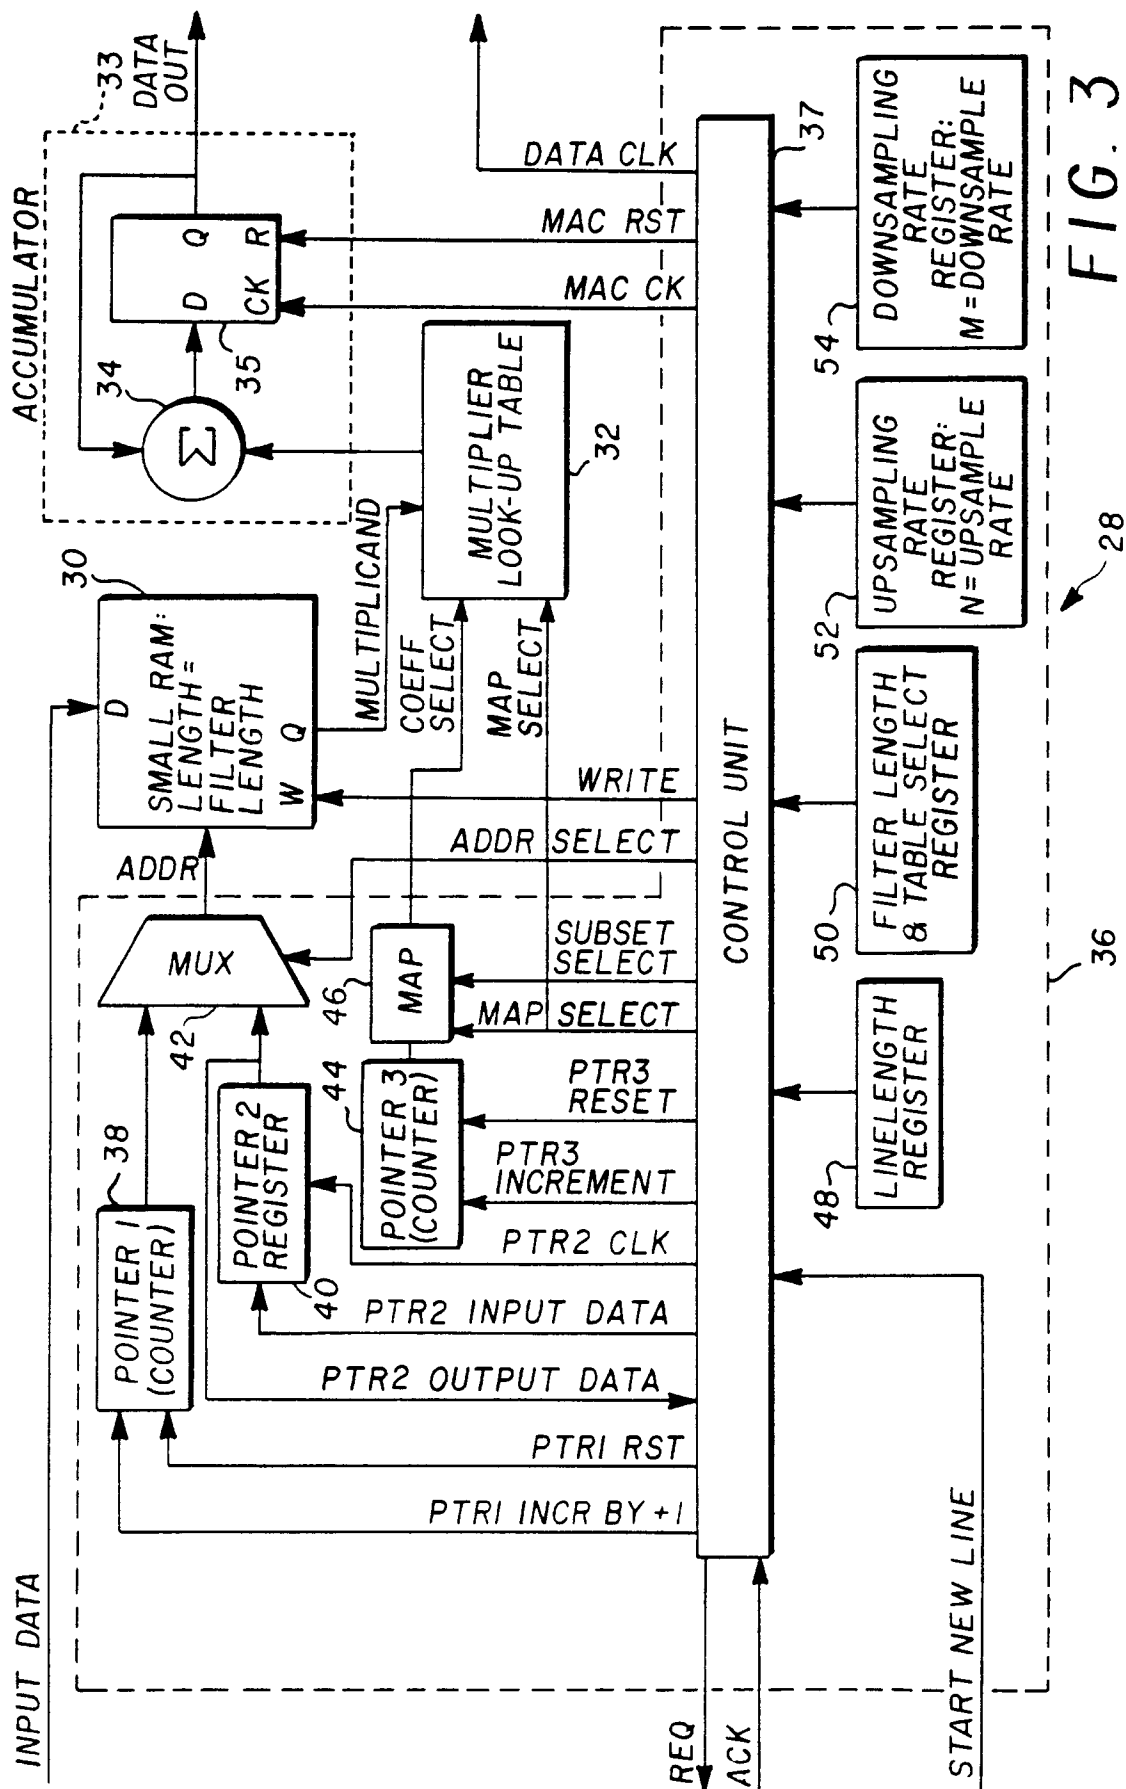 INPUT DATA
33
DATA
OUT
ACCUMULATOR
34
Σ
35
D
Q
CK
R
30
D
SMALL RAM:
LENGTH =
FILTER
LENGTH
W
Q
ADDR
MUX
42
38
POINTER 1
(COUNTER)
POINTER 2
REGISTER
40
44
POINTER 3
(COUNTER)
46
MAP
MULTIPLICAND
COEFF
SELECT
MAP
SELECT
MULTIPLIER
LOOK-UP TABLE
32
PTR1 INCR BY +1
PTR1 RST
PTR2 OUTPUT DATA
PTR2 INPUT DATA
PTR2 CLK
PTR3
INCREMENT
PTR3
RESET
MAP SELECT
SUBSET
SELECT
ADDR SELECT
WRITE
MAC CK
MAC RST
DATA CLK
REQ
ACK
CONTROL UNIT
37
START NEW LINE
48
LINELENGTH
REGISTER
50
FILTER LENGTH
& TABLE SELECT
REGISTER
52
UPSAMPLING
RATE
REGISTER:
N=UPSAMPLE
RATE
54
DOWNSAMPLING
RATE
REGISTER:
M=DOWNSAMPLE
RATE
36
28
FIG. 3